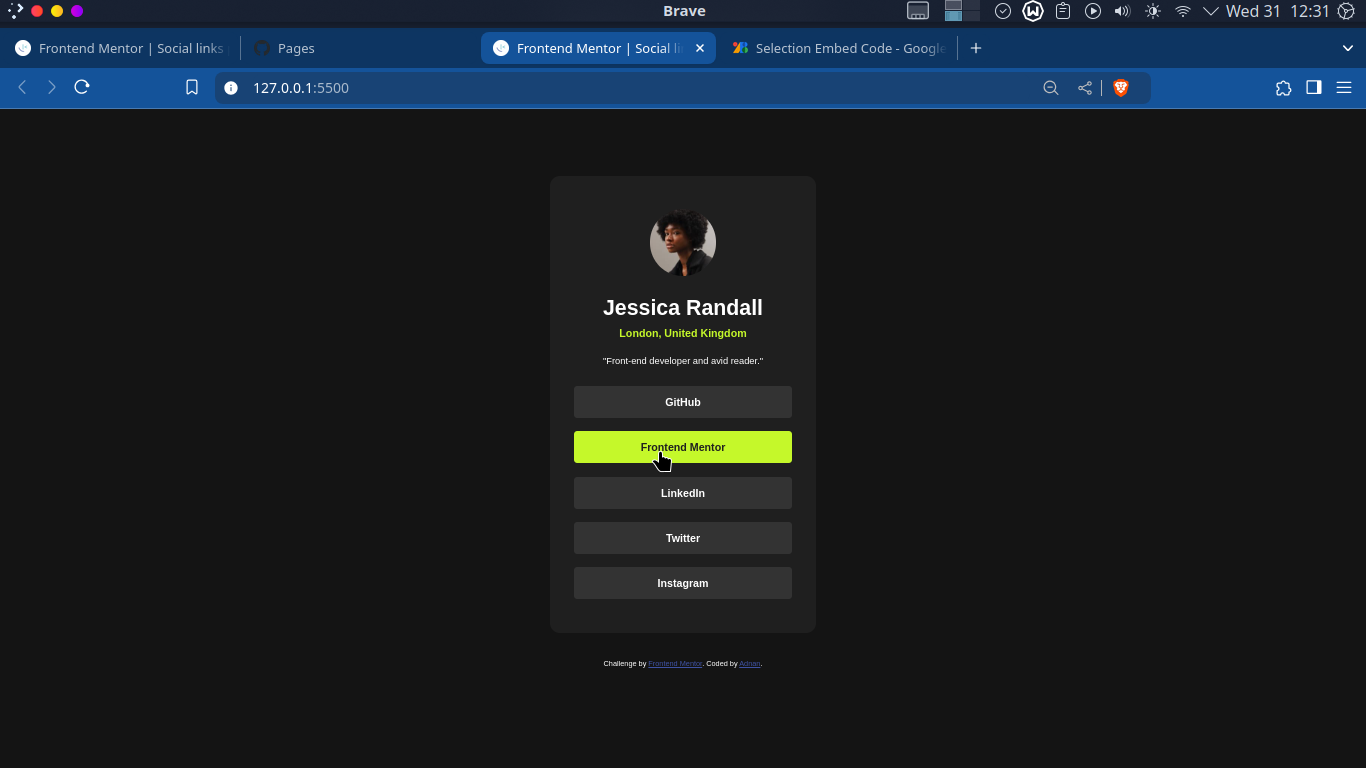 Brave
Wed 31 12:31
Frontend Mentor | Social links
Pages
Frontend Mentor | Social li
Selection Embed Code - Google
127.0.0.1:5500
Jessica Randall
London, United Kingdom
"Front-end developer and avid reader."
GitHub
Frontend Mentor
LinkedIn
Twitter
Instagram
Challenge by Frontend Mentor. Coded by Adnan.